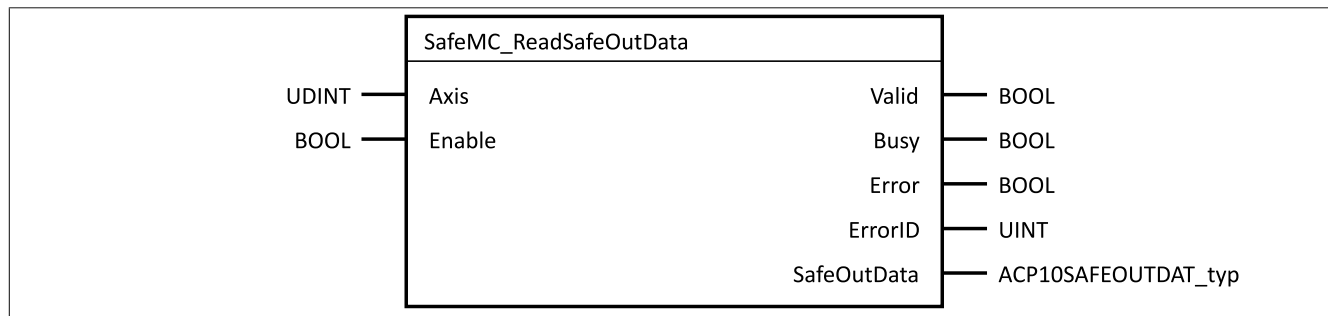 SafeMC_ReadSafeOutData
UDINT Axis Valid BOOL
BOOL Enable Busy BOOL
Error BOOL
ErrorID UINT
SafeOutData ACP10SAFEOUTDAT_typ